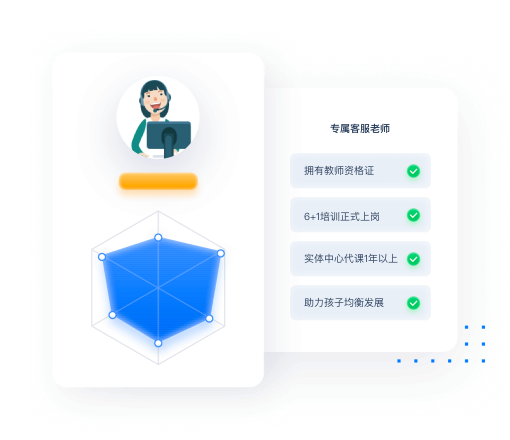 专属客服老师
拥有教师资格证
6+1培训正式上岗
实体中心代课1年以上
助力孩子均衡发展